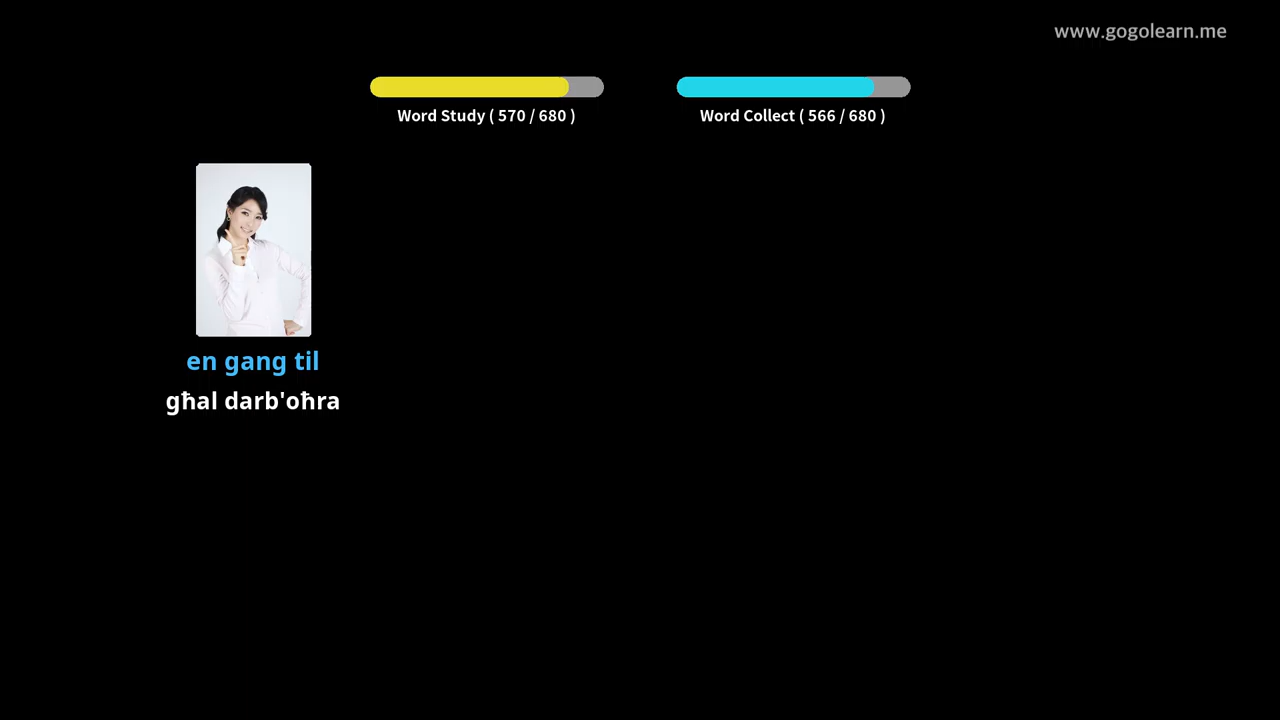 www.gogolearn.me
Word Study ( 570 / 680 )
Word Collect ( 566 / 680 )
en gang til
għal darb'oħra